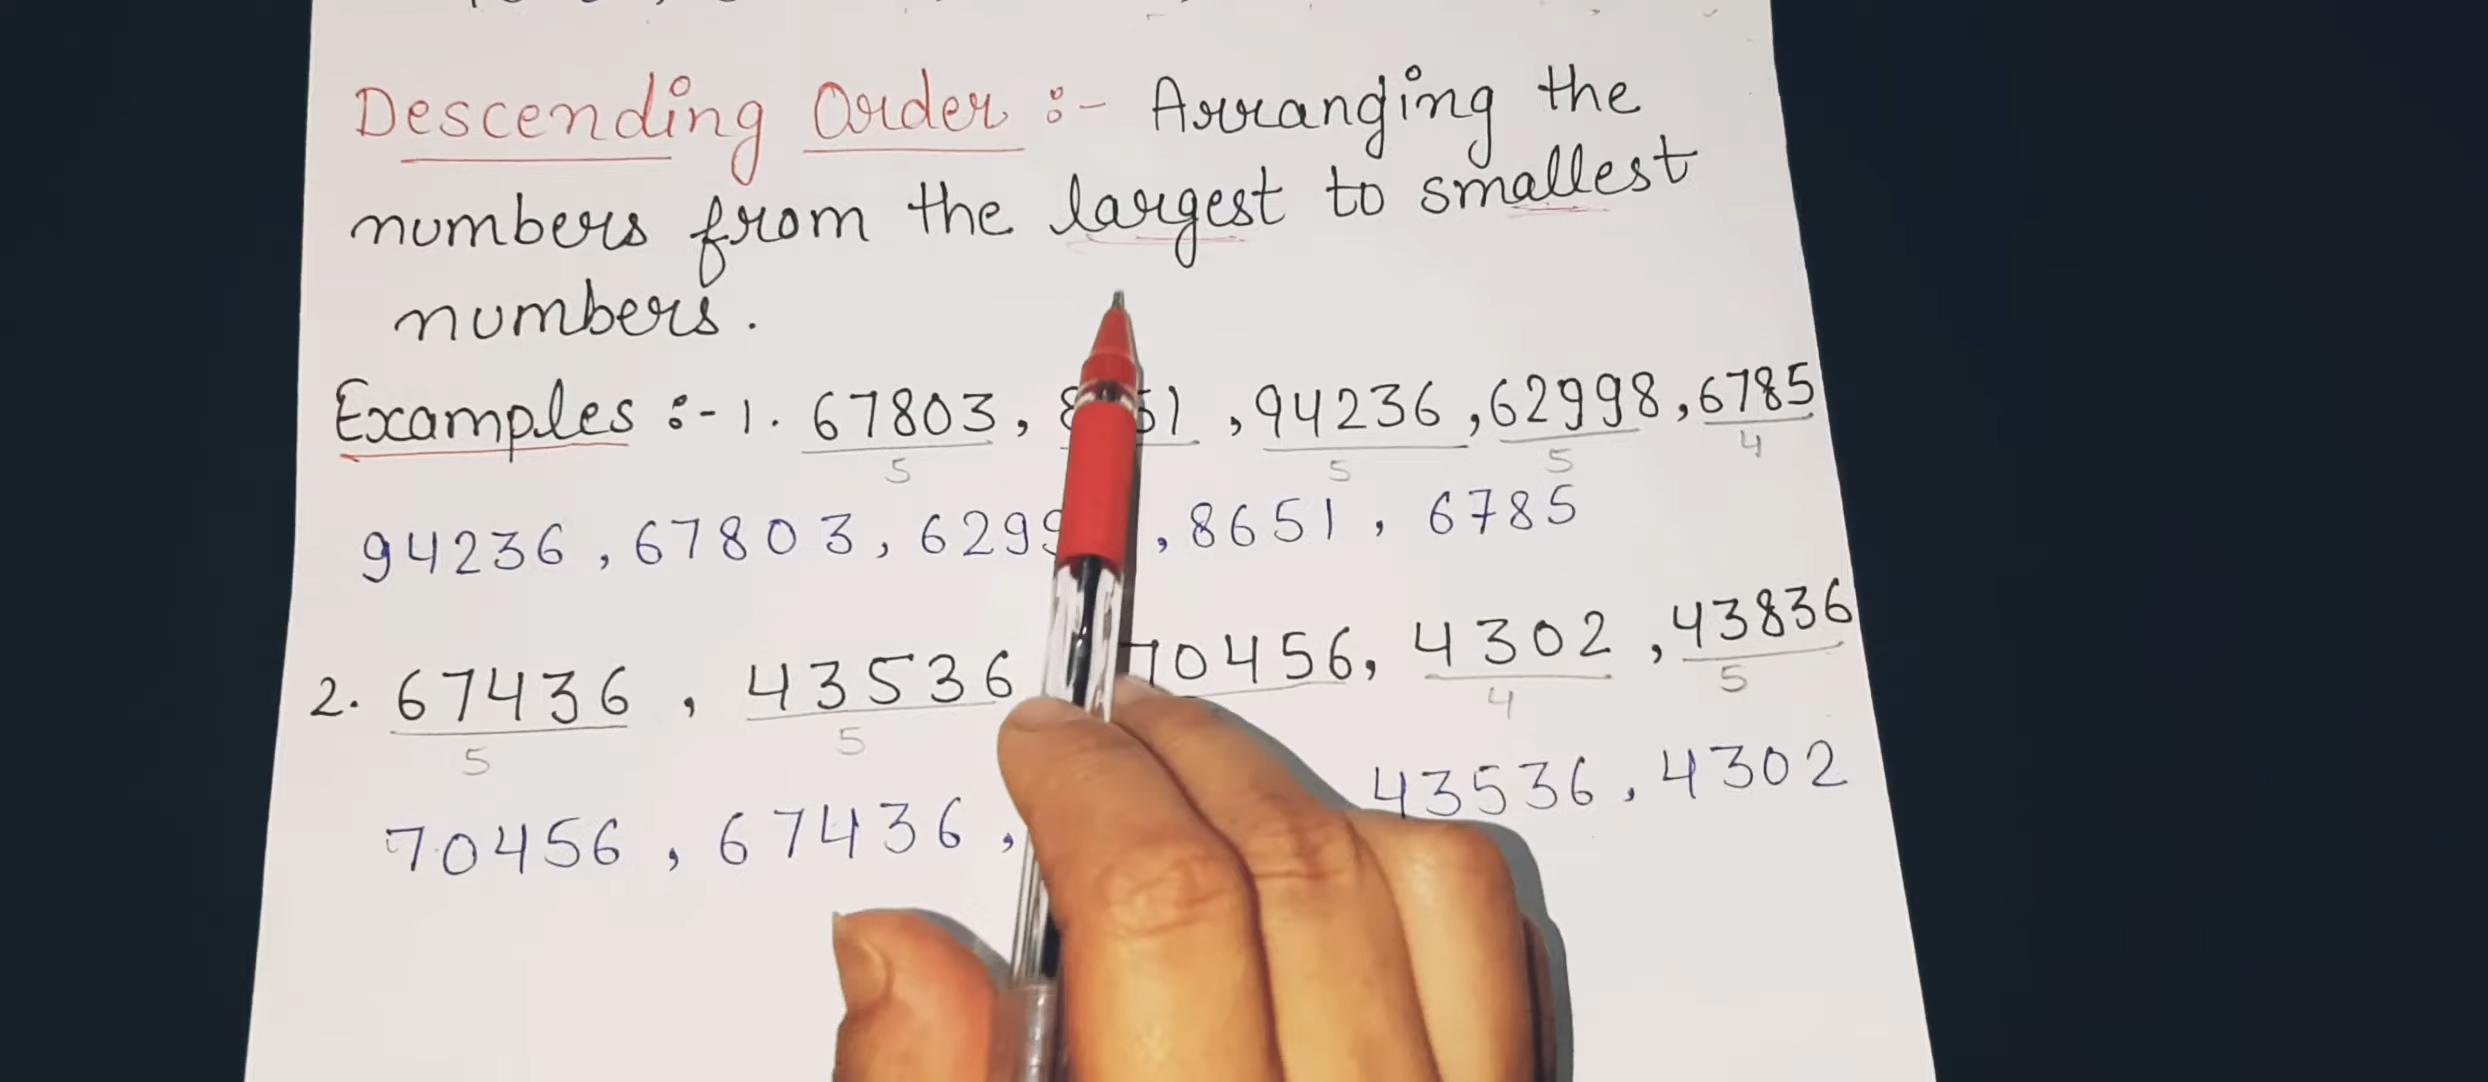 Descending Order :- Arranging the
numbers from the largest to smallest
numbers.
Examples :- 1. 67803, , 94236, 62998, 6785
5 5 5 4
94236, 67803, , 8651, 6785
2. 67436, 43536 70456, 4302, 43836
5 5 4 5
70456, 67436, 43536, 4302